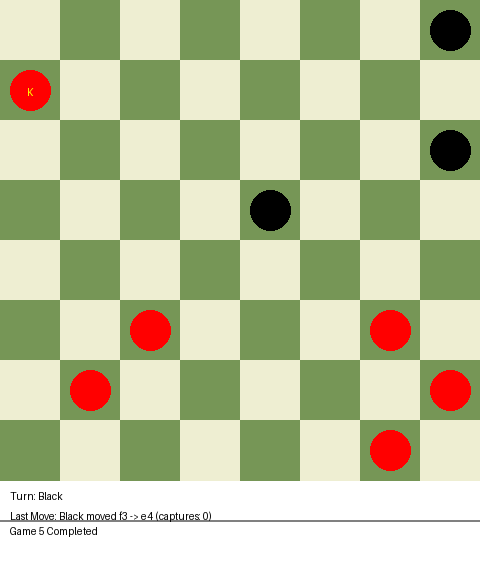 K
Turn: Black
Last Move: Black moved f3 -> e4 (captures: 0)
Game 5 Completed